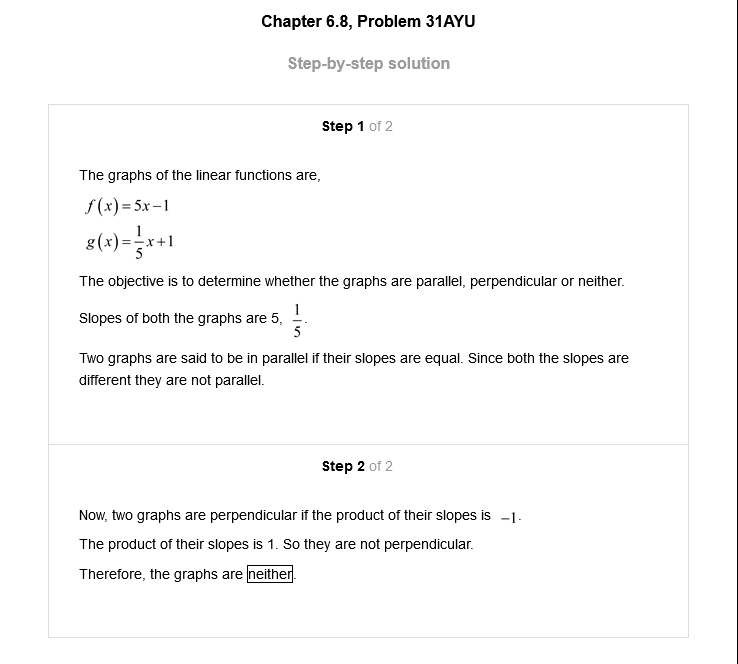 Chapter 6.8, Problem 31AYU
Step-by-step solution
Step 1 of 2
The graphs of the linear functions are,
f(x)=5x−1
g(x)=1/5x+1
The objective is to determine whether the graphs are parallel, perpendicular or neither.
Slopes of both the graphs are 5, 1/5.
Two graphs are said to be in parallel if their slopes are equal. Since both the slopes are
different they are not parallel.
Step 2 of 2
Now, two graphs are perpendicular if the product of their slopes is −1.
The product of their slopes is 1. So they are not perpendicular.
Therefore, the graphs are neither.